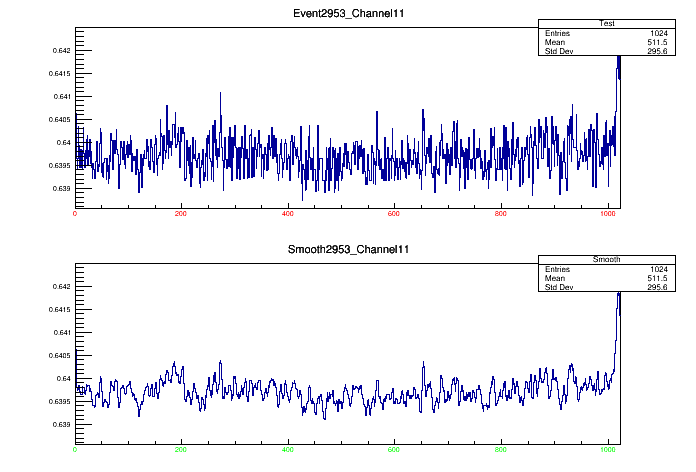 Event2953_Channel11
Test
Entries 1024
Mean 511.5
Std Dev 295.6
0.642
0.6415
0.641
0.6405
0.64
0.6395
0.639
0 200 400 600 800 1000
Smooth2953_Channel11
Smooth
Entries 1024
Mean 511.5
Std Dev 295.6
0.642
0.6415
0.641
0.6405
0.64
0.6395
0.639
0 200 400 600 800 1000